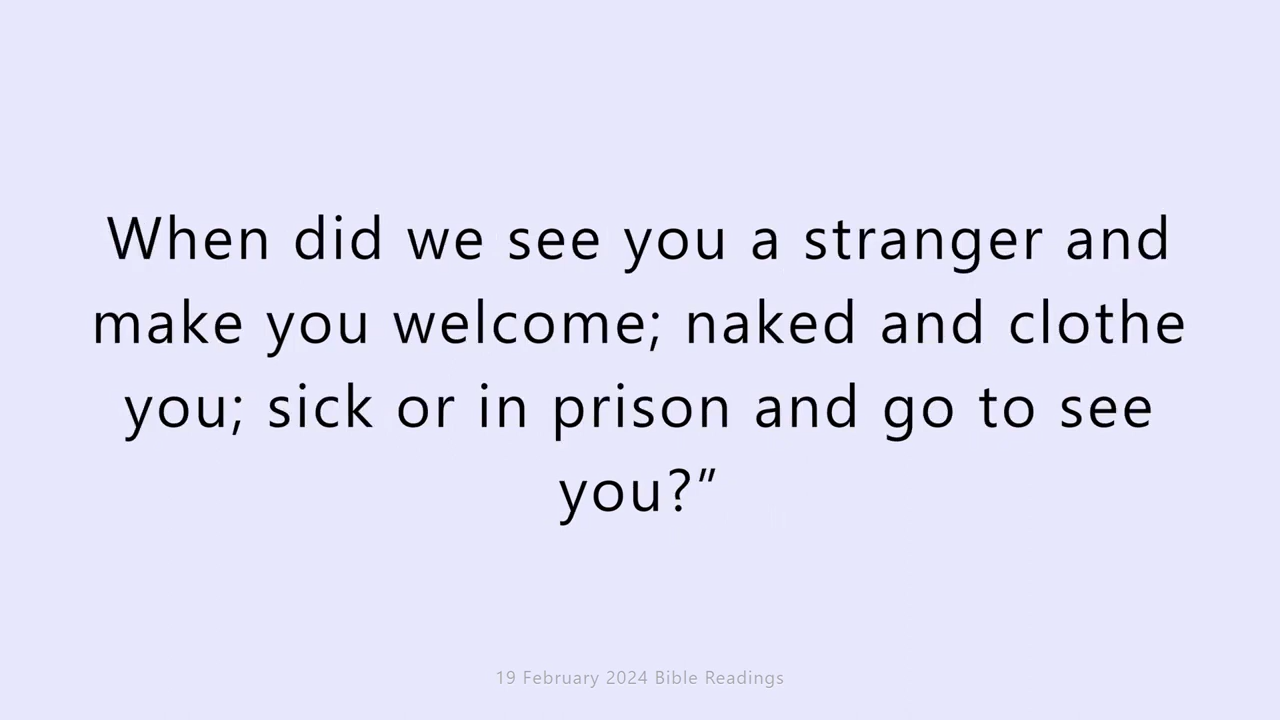 When did we see you a stranger and
make you welcome; naked and clothe
you; sick or in prison and go to see
you?”
19 February 2024 Bible Readings